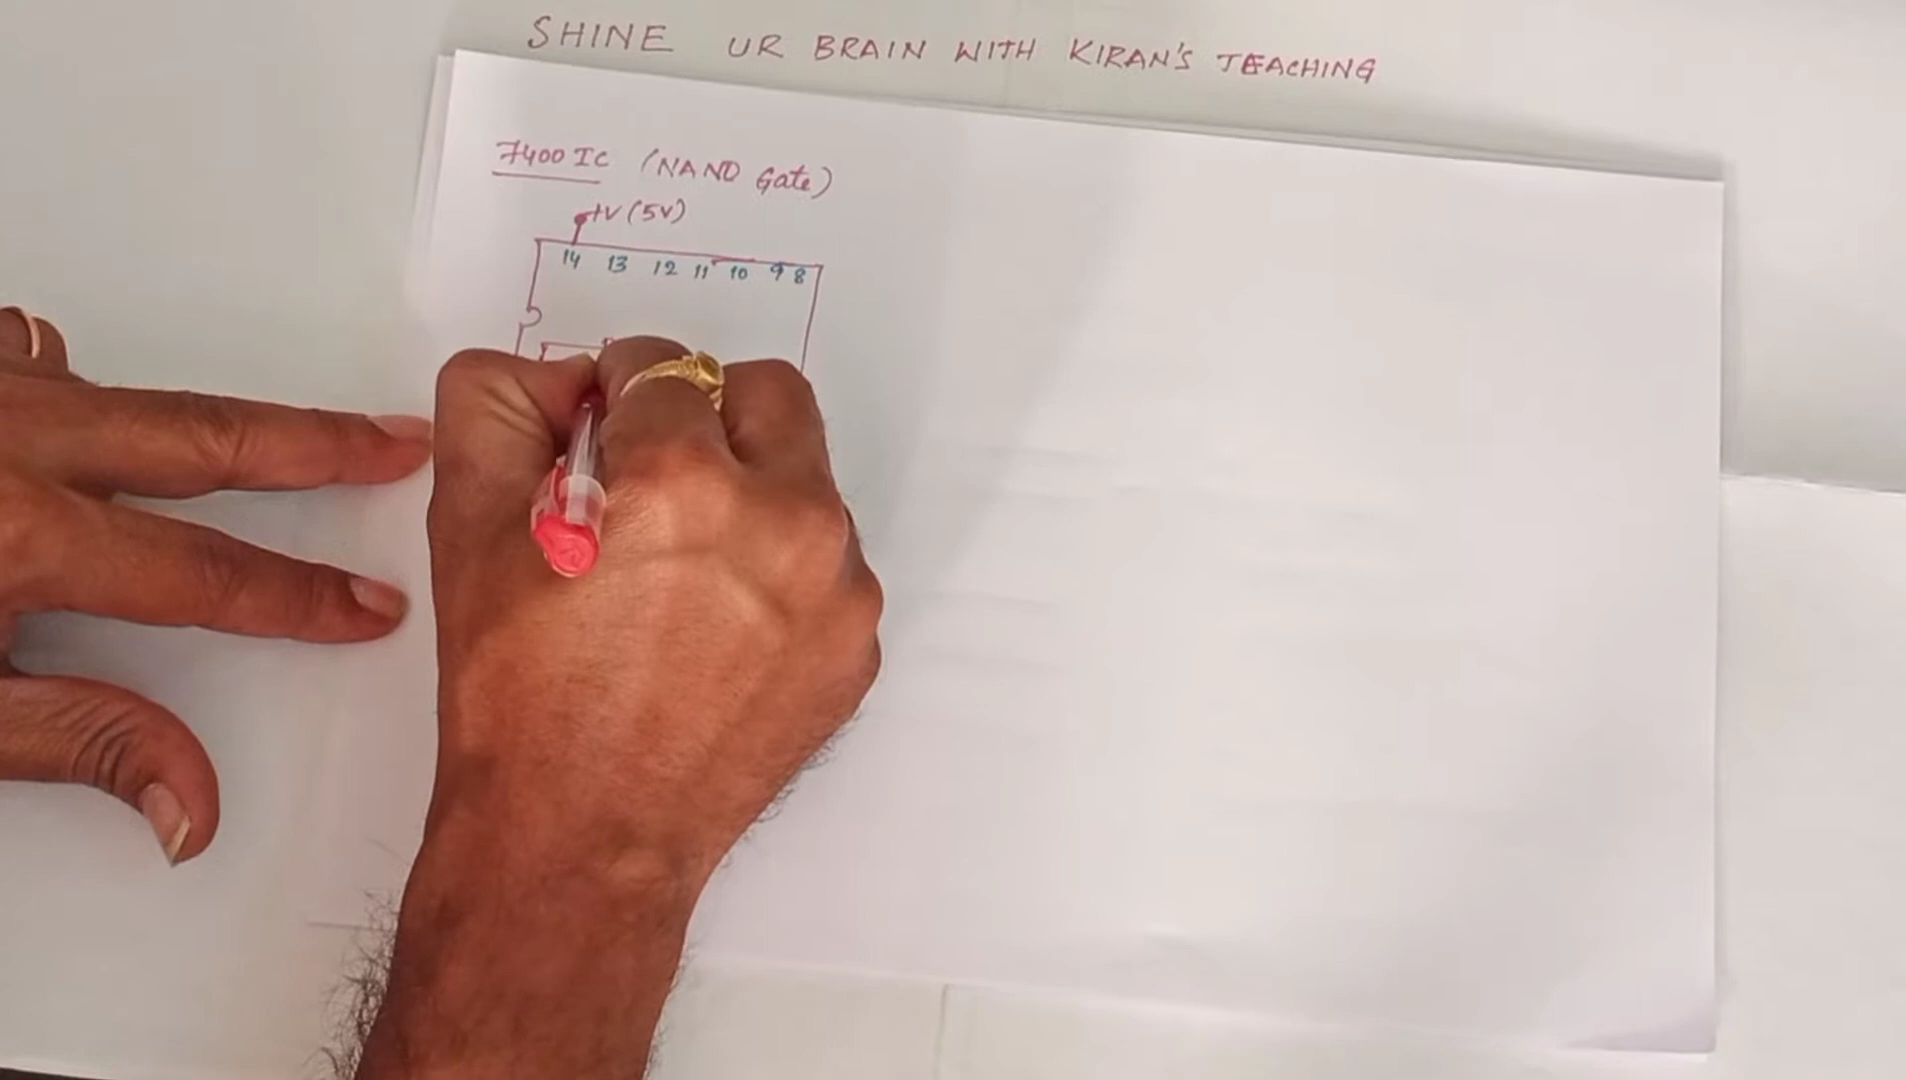 SHINE UR BRAIN WITH KIRAN'S TEACHING
7400 IC (NAND Gate)
+V (5V)
14 13 12 11 10 9 8